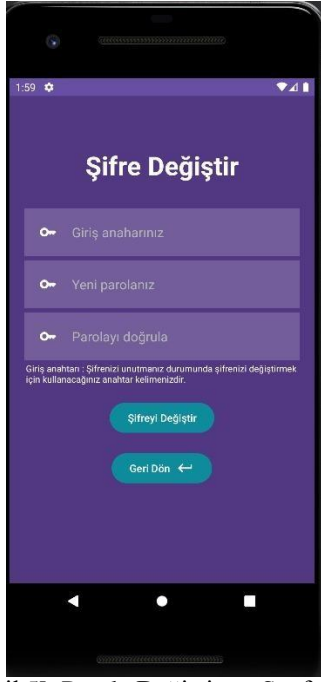 1:59
Şifre Değiştir
Giriş anaharınız
Yeni parolanız
Parolayı doğrula
Giriş anahtarı : Şifrenizi unutmanız durumunda şifrenizi değiştirmek
için kullanacağınız anahtar kelimenizdir.
Şifreyi Değiştir
Geri Dön